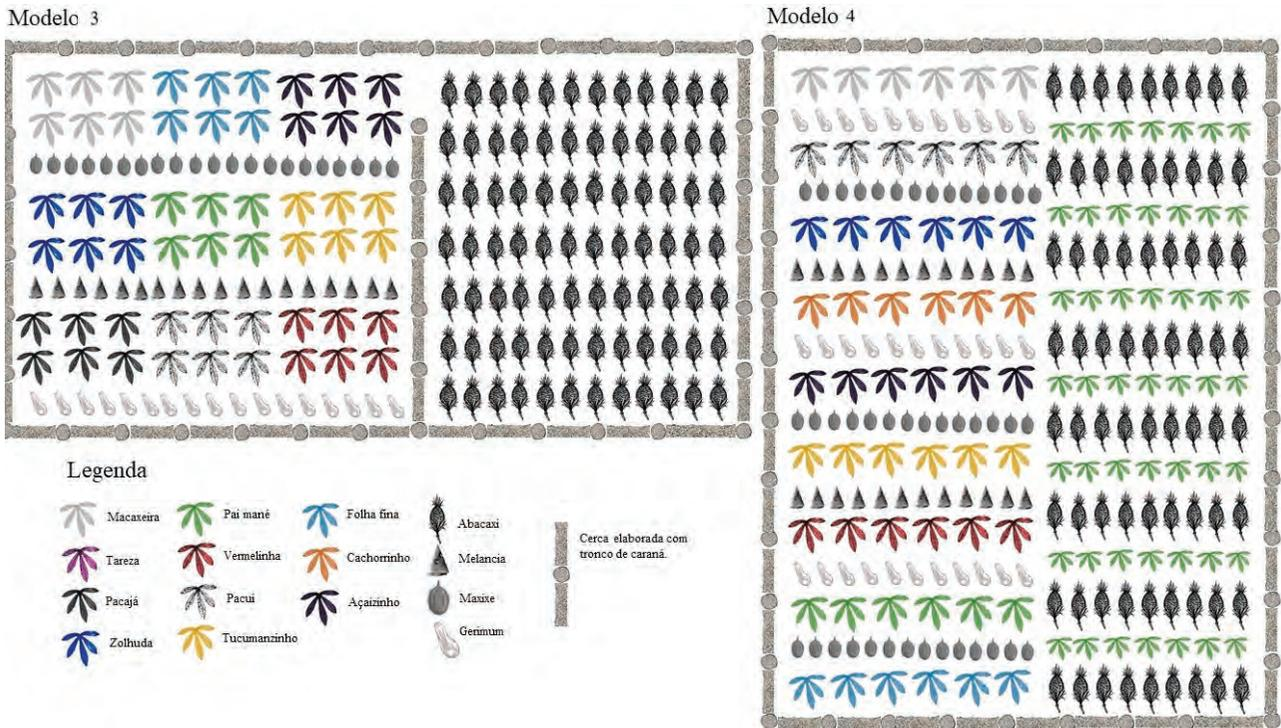 Modelo 3
Modelo 4
Legenda
Macaxeira
Tareza
Pacajá
Zolhuda
Pai mané
Vermelinha
Pacui
Tucumanzinho
Folha fina
Cachorrinho
Açaizinho
Abacaxi
Melancia
Maxixe
Gerimum
Cerca elaborada com
tronco de caraná.